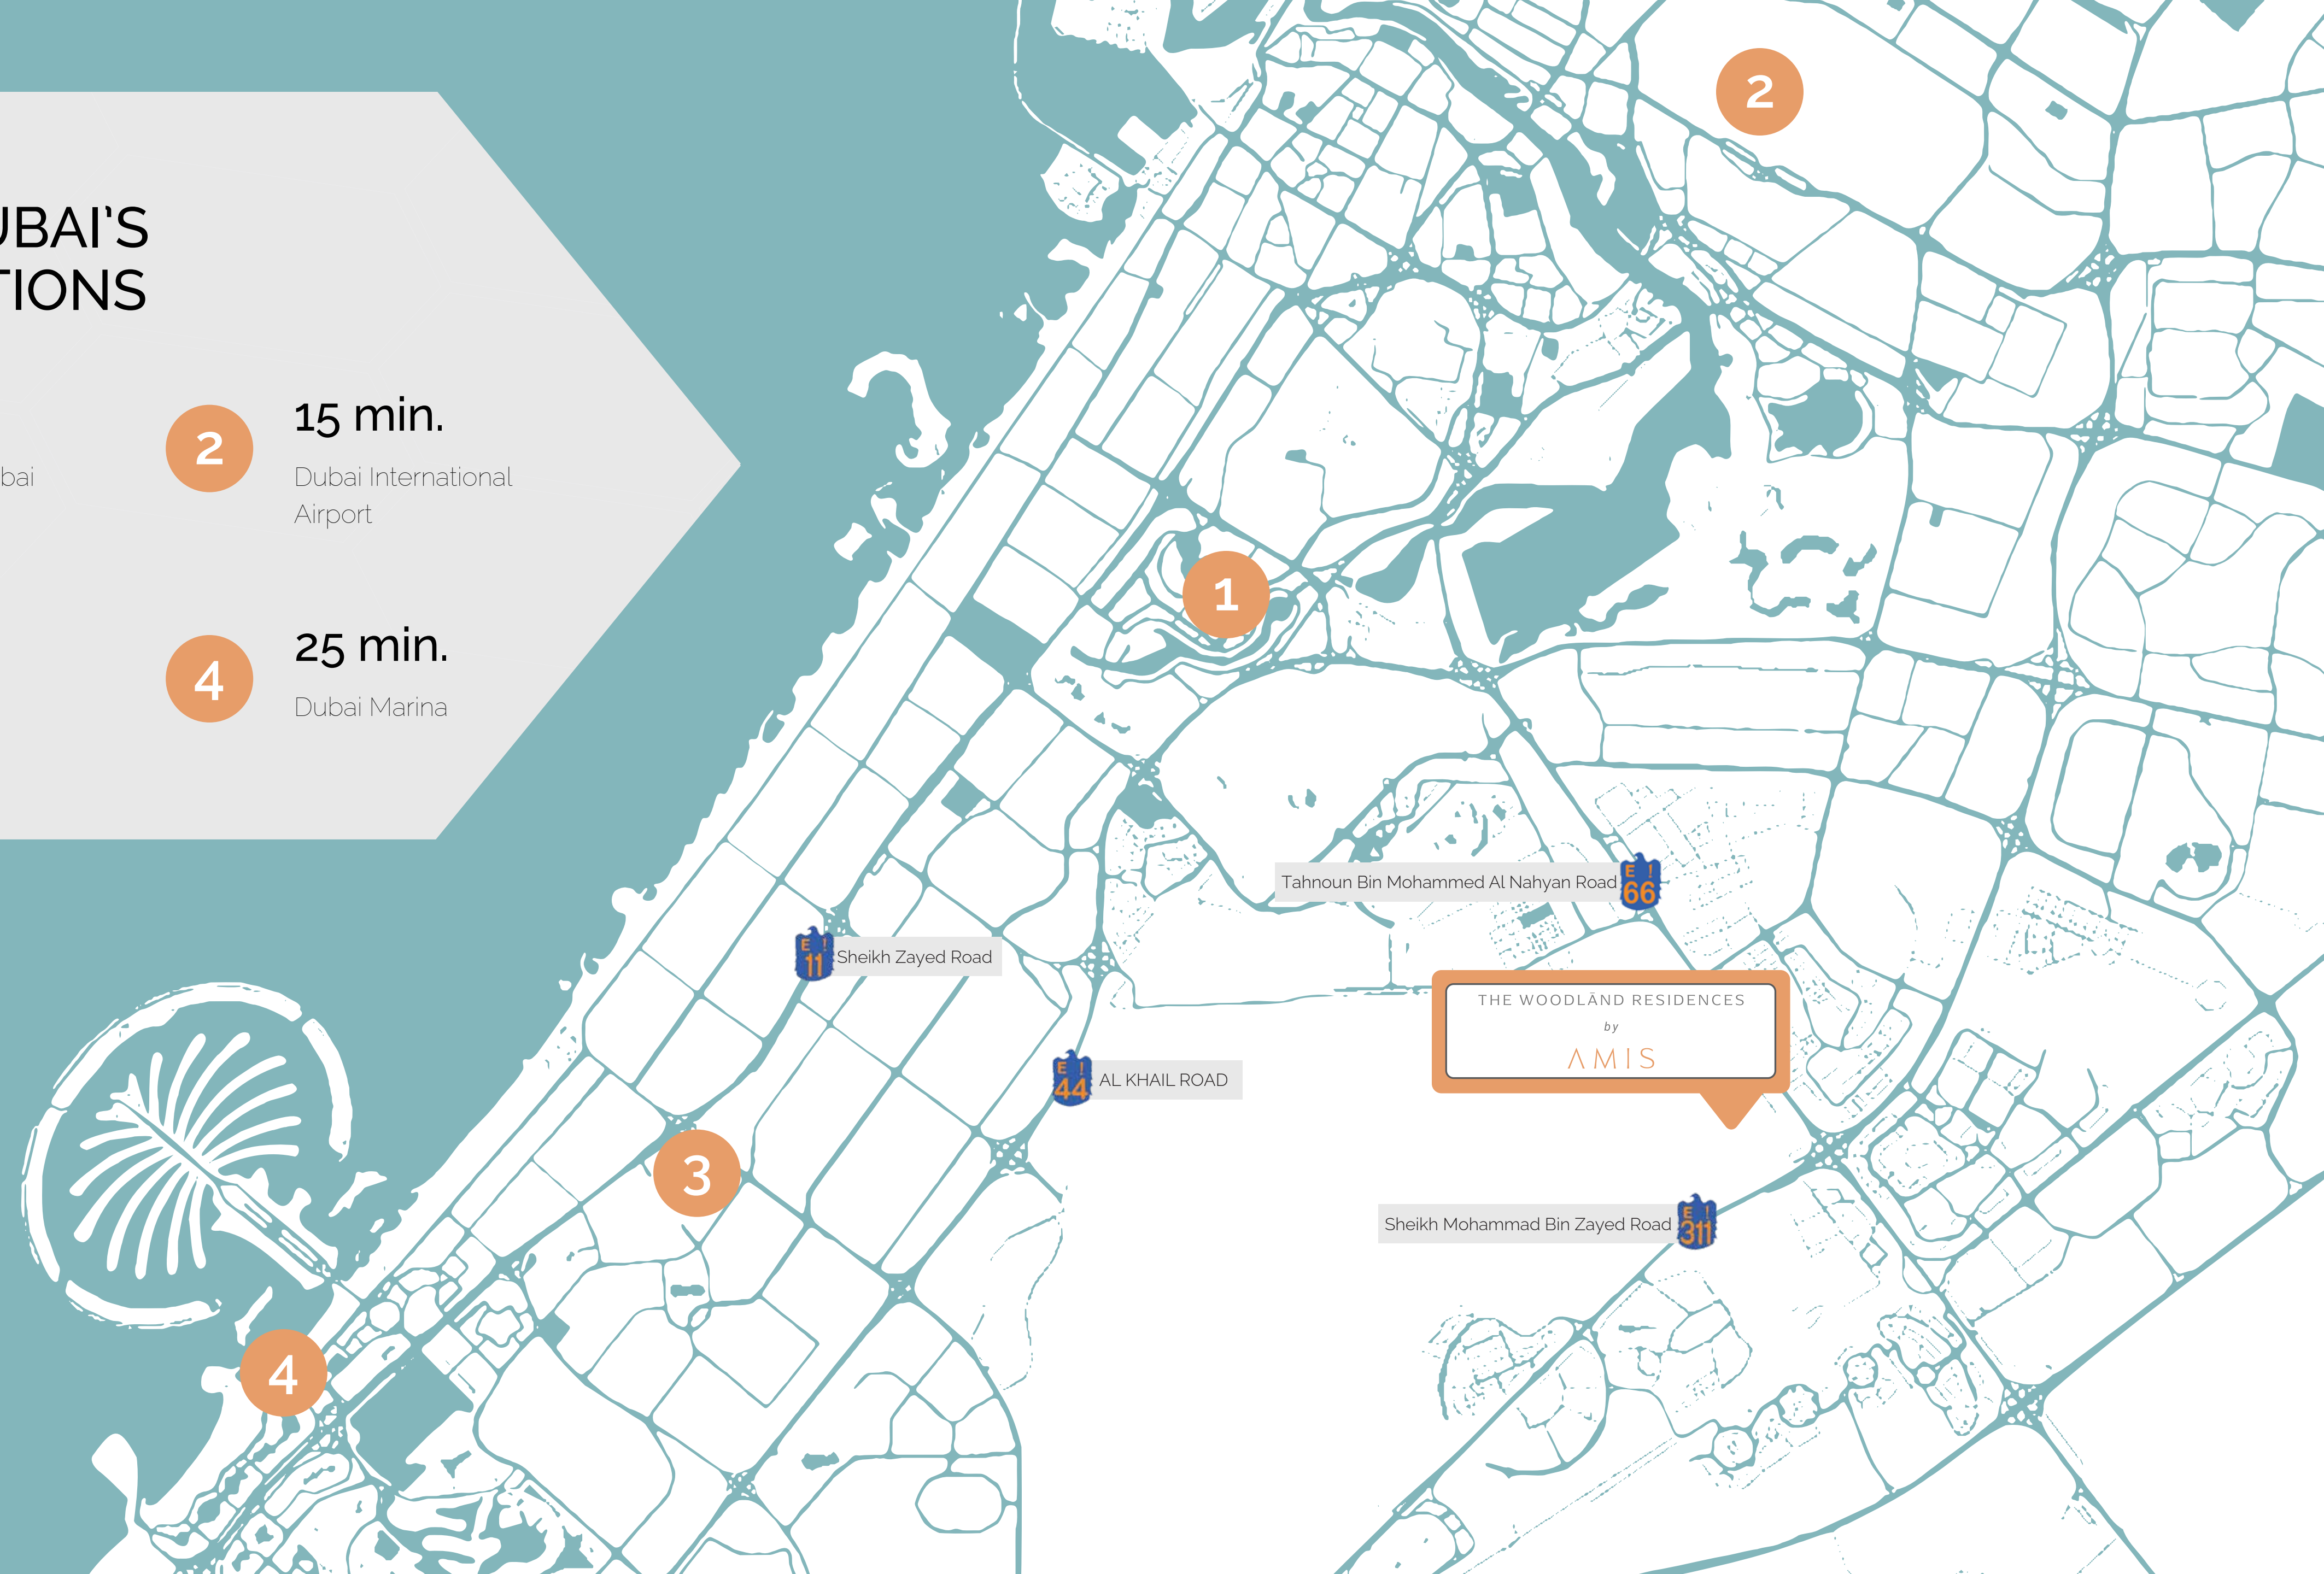 UBAI'S
TIONS
bai
2
15 min.
Dubai International
Airport
4
25 min.
Dubai Marina
2
1
Tahnoun Bin Mohammed Al Nahyan Road
E
66
E
11
Sheikh Zayed Road
THE WOODLĀND RESIDENCES
by
AMIS
E
44
AL KHAIL ROAD
3
Sheikh Mohammad Bin Zayed Road
E
311
4